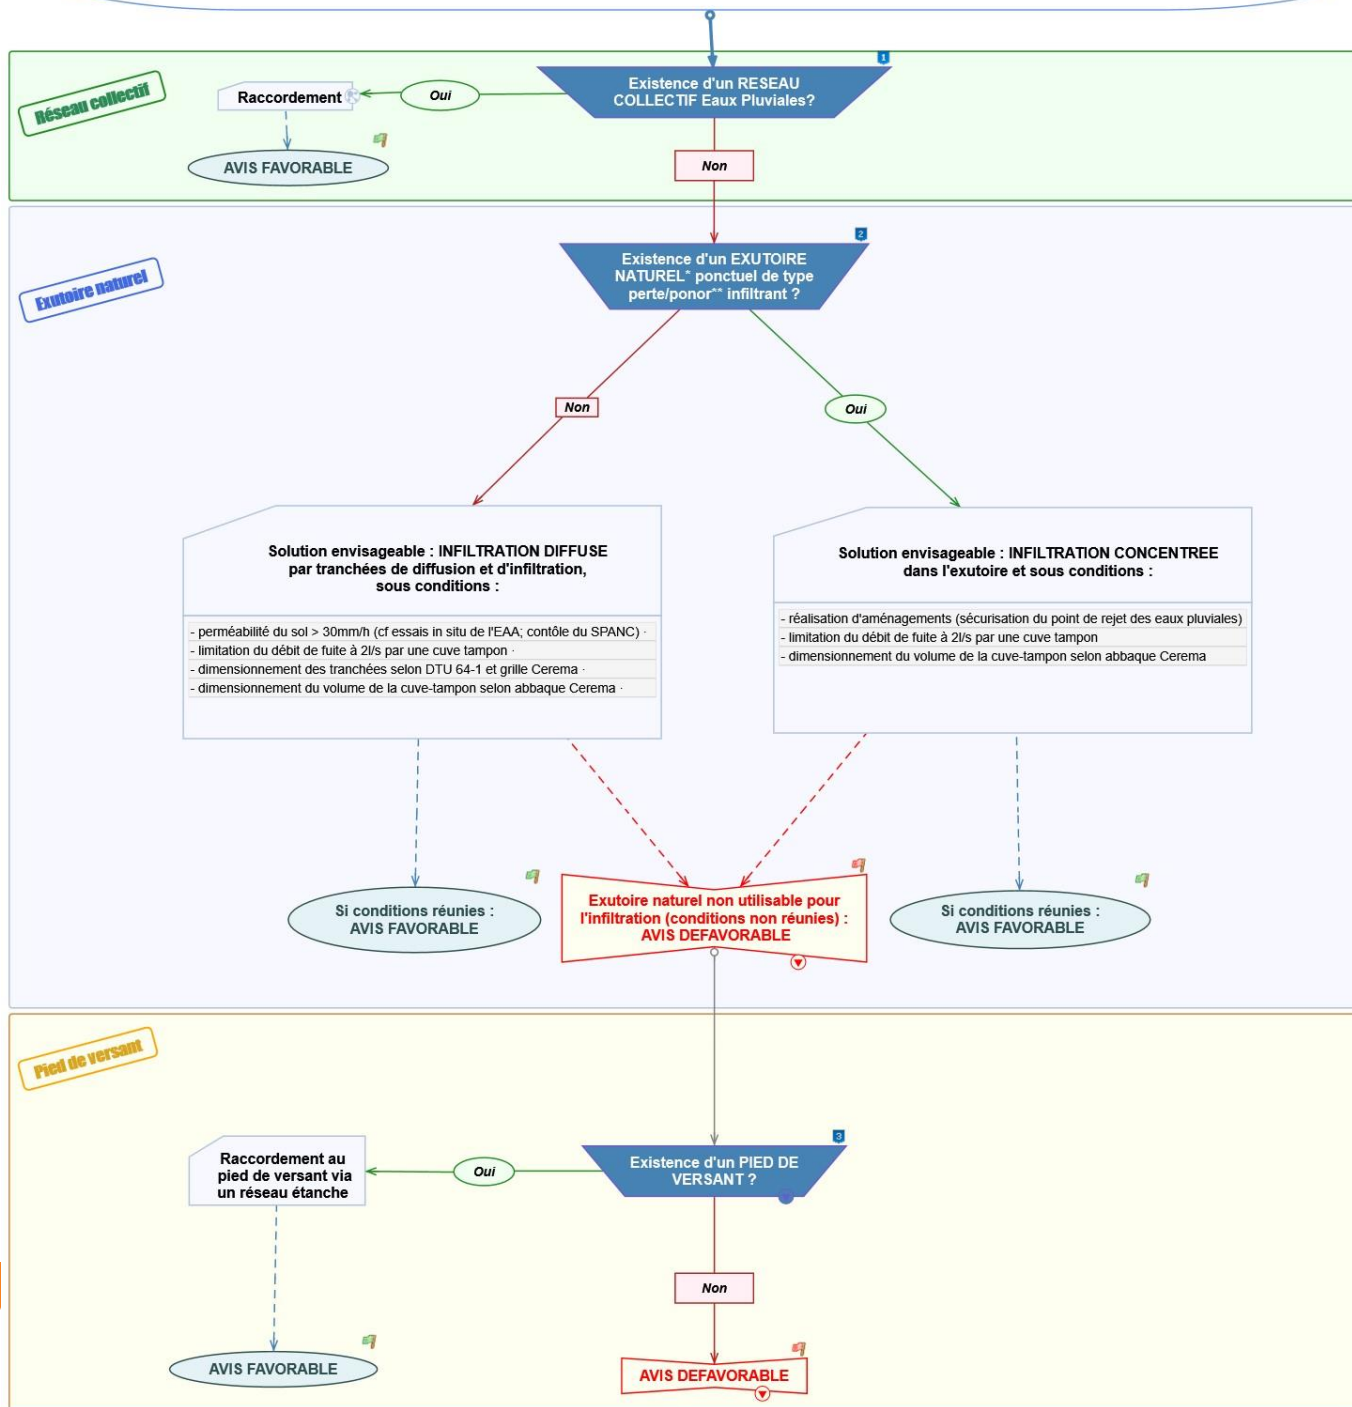 1
Existence d'un RESEAU
COLLECTIF Eaux Pluviales?
Réseau collectif
Raccordement
Oui
AVIS FAVORABLE
Non
2
Existence d'un EXUTOIRE
NATUREL* ponctuel de type
perte/ponor** infiltrant ?
Exutoire naturel
Non
Oui
Solution envisageable : INFILTRATION DIFFUSE
par tranchées de diffusion et d'infiltration,
sous conditions :
- perméabilité du sol > 30mm/h (cf essais in situ de l'EAA; contôle du SPANC) ·
- limitation du débit de fuite à 2l/s par une cuve tampon ·
- dimensionnement des tranchées selon DTU 64-1 et grille Cerema ·
- dimensionnement du volume de la cuve-tampon selon abbaque Cerema ·
Solution envisageable : INFILTRATION CONCENTREE
dans l'exutoire et sous conditions :
- réalisation d'aménagements (sécurisation du point de rejet des eaux pluviales)
- limitation du débit de fuite à 2l/s par une cuve tampon
- dimensionnement du volume de la cuve-tampon selon abbaque Cerema
Si conditions réunies :
AVIS FAVORABLE
Exutoire naturel non utilisable pour
l'infiltration (conditions non réunies) :
AVIS DEFAVORABLE
Si conditions réunies :
AVIS FAVORABLE
Pied de versant
3
Existence d'un PIED DE
VERSANT ?
Oui
Raccordement au
pied de versant via
un réseau étanche
Non
AVIS FAVORABLE
AVIS DEFAVORABLE